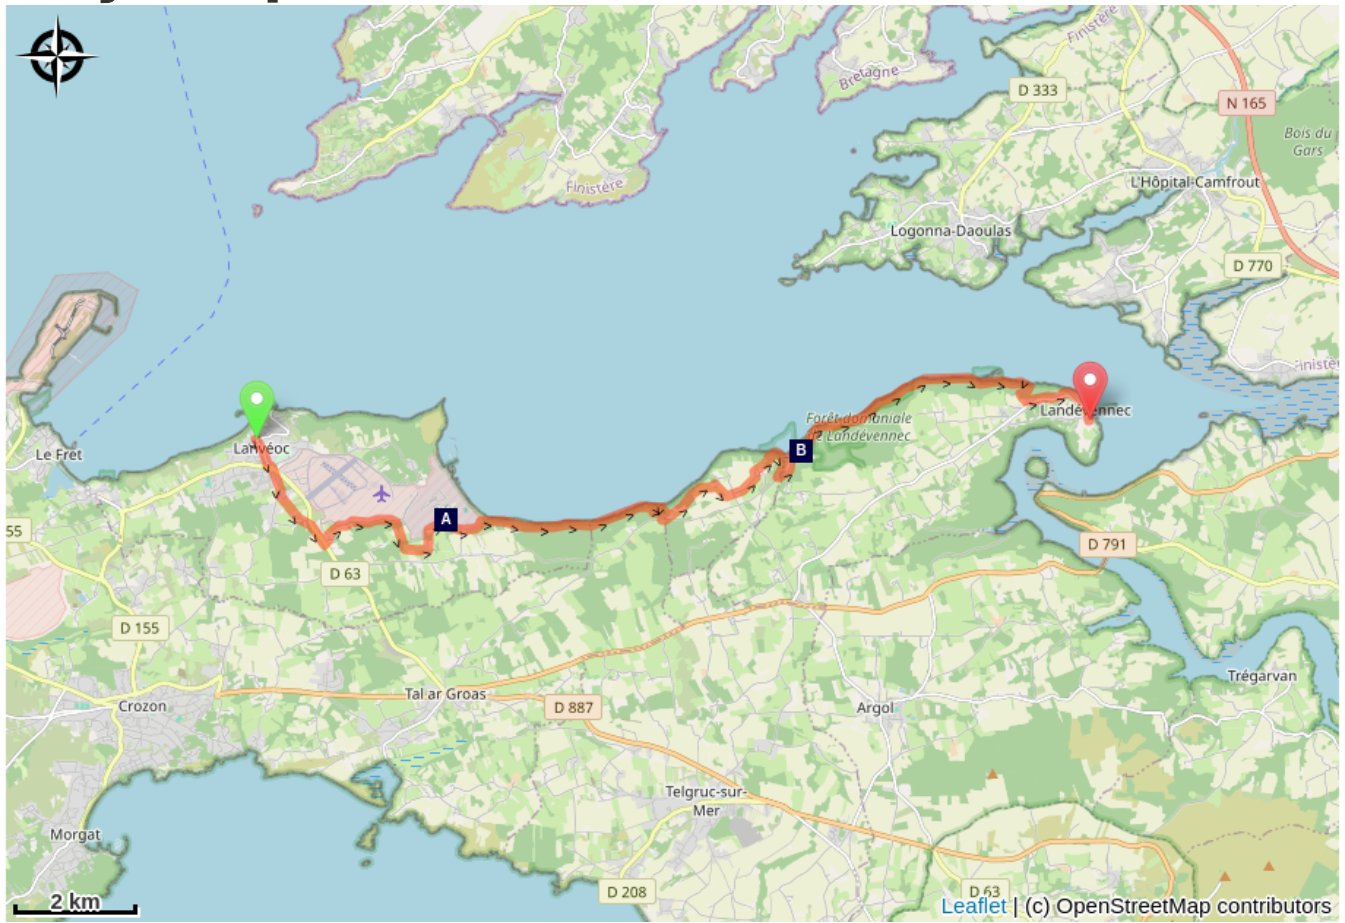 Finistère
D 333
Bretagne
N 165
Bois du
Gars
L'Hôpital-Camfrout
Finistère
Logonna-Daoulas
D 770
Finistè
Landévennec
Forêt domaniale
de Landévennec
Lanvéoc
Le Fret
B
A
55
D 791
D 63
D 155
Trégarvan
Tal ar Groas
Crozon
D 887
Argol
Telgruc-sur-
Mer
Morgat
D 208
D 63
2 km
Leaflet | (c) OpenStreetMap contributors